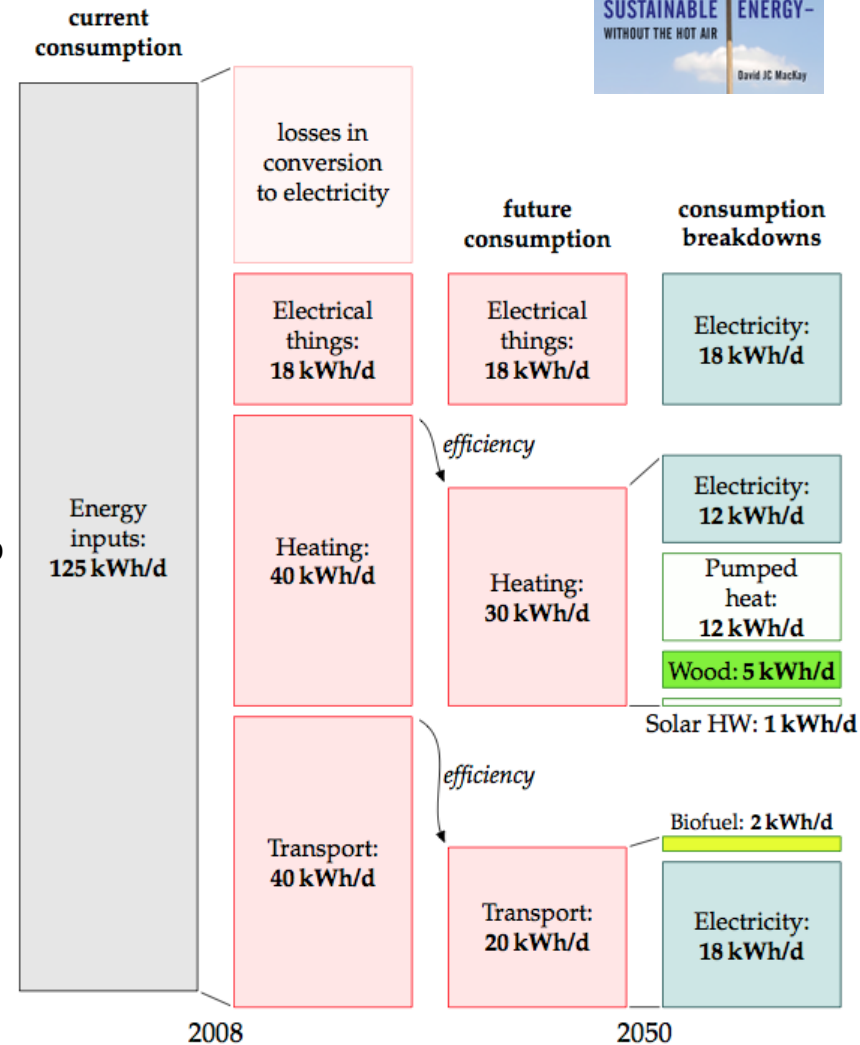 SUSTAINABLE ENERGY–
WITHOUT THE HOT AIR
David JC MacKay
current
consumption
Energy
inputs:
125 kWh/d
losses in
conversion
to electricity
Electrical
things:
18 kWh/d
Heating:
40 kWh/d
Transport:
40 kWh/d
2008
efficiency
efficiency
future
consumption
Electrical
things:
18 kWh/d
Heating:
30 kWh/d
Transport:
20 kWh/d
consumption
breakdowns
Electricity:
18 kWh/d
Electricity:
12 kWh/d
Pumped
heat:
12 kWh/d
Wood: 5 kWh/d
Solar HW: 1 kWh/d
Biofuel: 2 kWh/d
Electricity:
18 kWh/d
2050